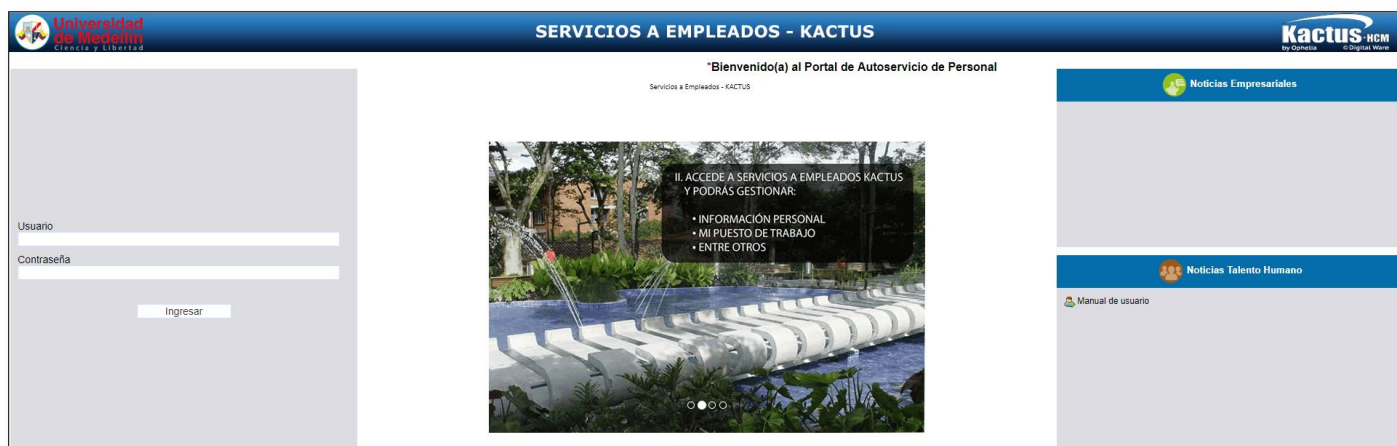 Universidad
de Medellín
Ciencia y Libertad
SERVICIOS A EMPLEADOS - KACTUS
Kactus-HCM
by Ophelia ©Digital Ware
*Bienvenido(a) al Portal de Autoservicio de Personal
Servicios a Empleados - KACTUS
Usuario
Contraseña
Ingresar
II. ACCEDE A SERVICIOS A EMPLEADOS KACTUS
Y PODRÁS GESTIONAR:
• INFORMACIÓN PERSONAL
• MI PUESTO DE TRABAJO
• ENTRE OTROS
Noticias Empresariales
Noticias Talento Humano
Manual de usuario